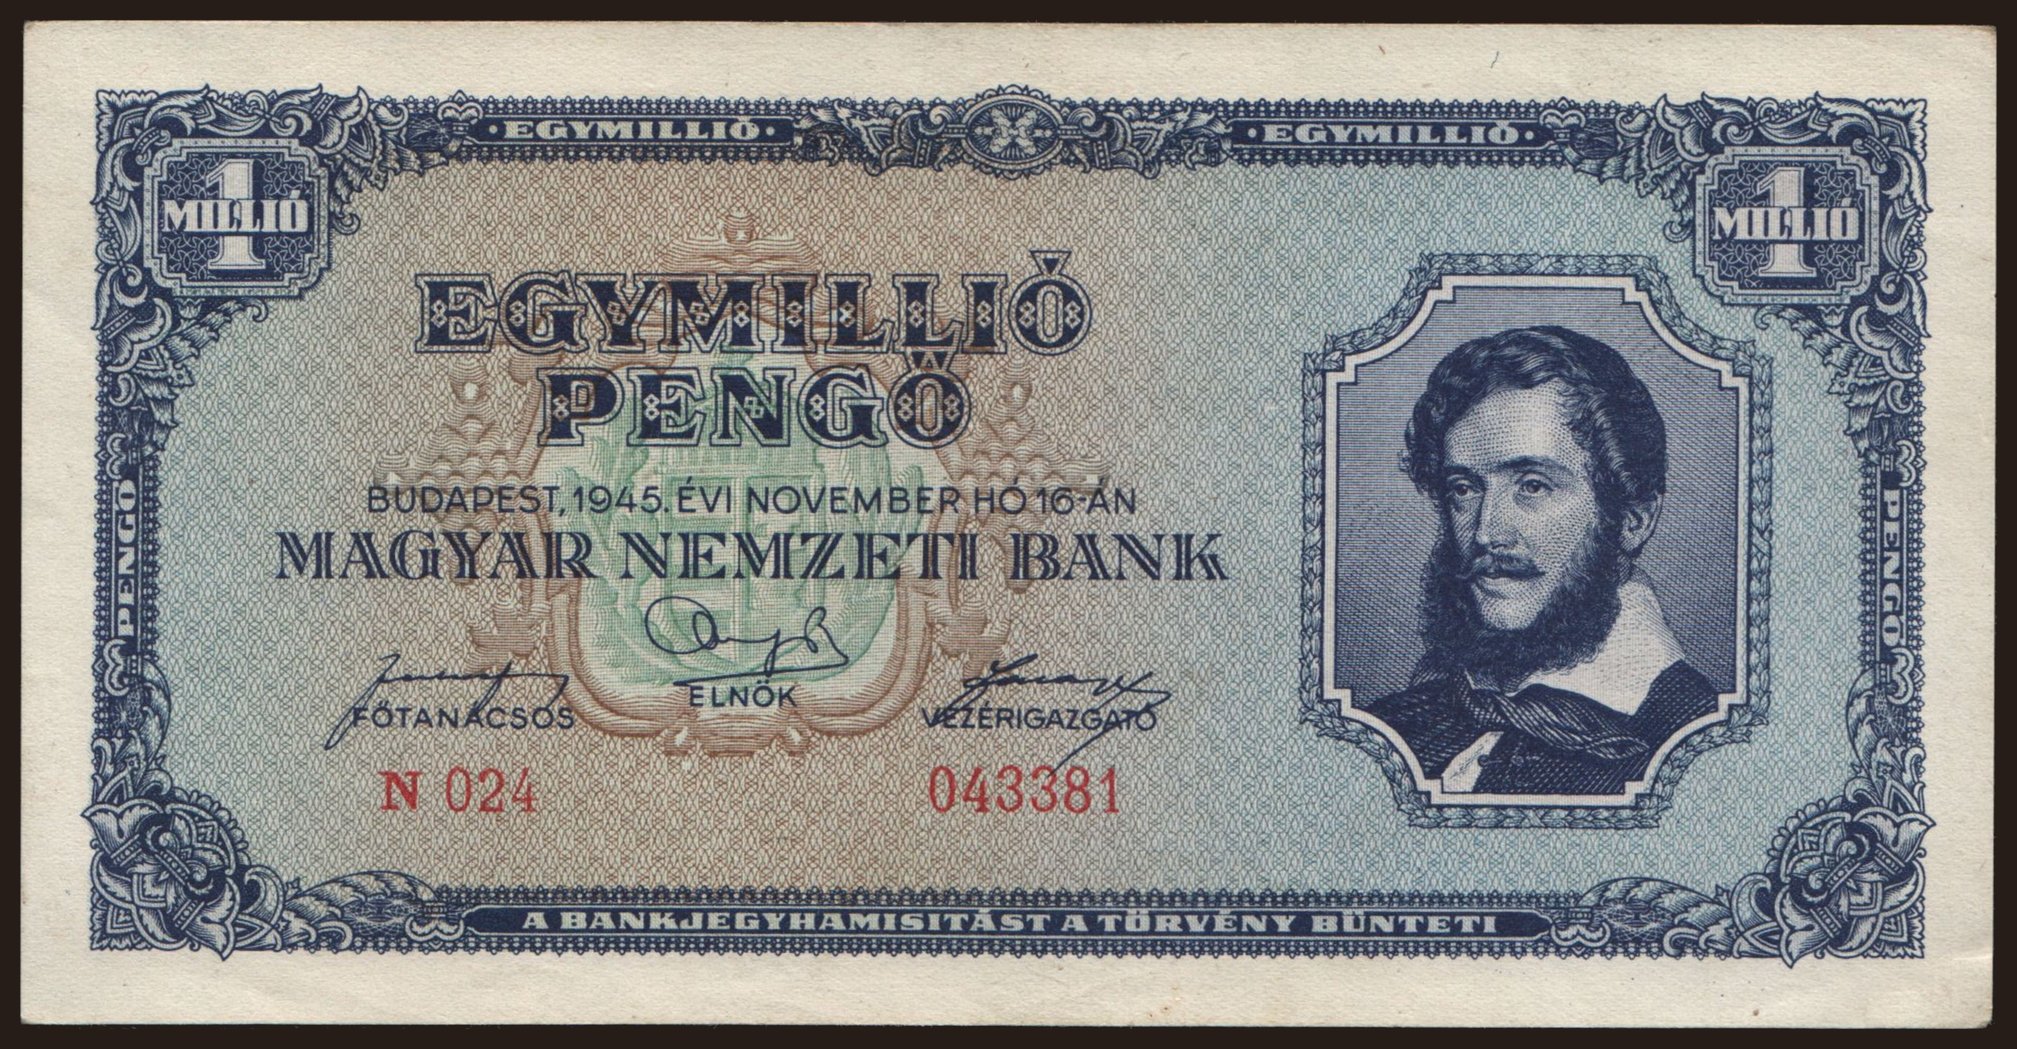 ·EGYMILLIÓ· ·EGYMILLIÓ·
1 MILLIÓ
1 MILLIÓ
EGYMILLIÓ
PENGŐ
BUDAPEST, 1945. ÉVI NOVEMBER HÓ 16-ÁN
MAGYAR NEMZETI BANK
ELNÖK
FŐTANÁCSOS VEZÉRIGAZGATÓ
N 024 043381
PENGŐ
PENGŐ
A BANKJEGYHAMISITÁST A TÖRVÉNY BÜNTETI